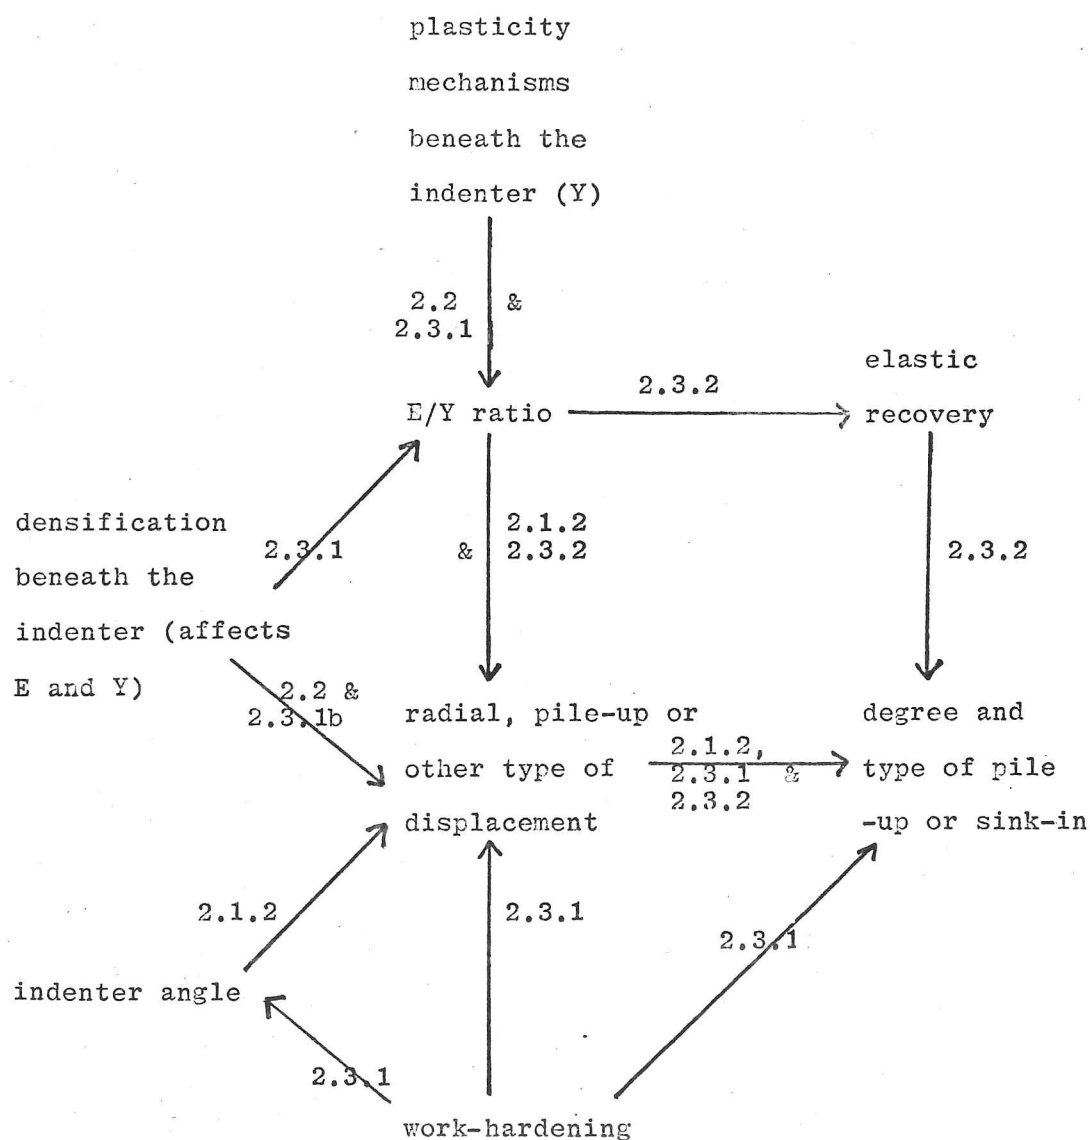 plasticity
mechanisms
beneath the
indenter (Y)
2.2 &
2.3.1
E/Y ratio
2.3.2
elastic
recovery
densification
beneath the
indenter (affects
E and Y)
2.3.1
2.1.2
& 2.3.2
2.3.2
2.2 &
2.3.1b
radial, pile-up or
other type of
displacement
2.1.2,
2.3.1 &
2.3.2
degree and
type of pile
-up or sink-in
2.1.2
2.3.1
2.3.1
indenter angle
2.3.1
work-hardening